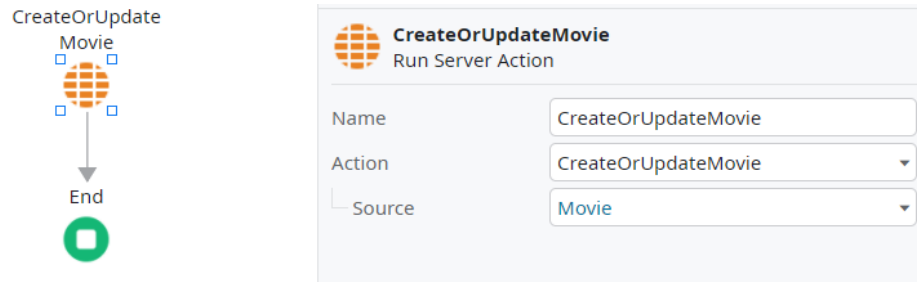 CreateOrUpdate
Movie
End
CreateOrUpdateMovie
Run Server Action
Name CreateOrUpdateMovie
Action CreateOrUpdateMovie
Source Movie